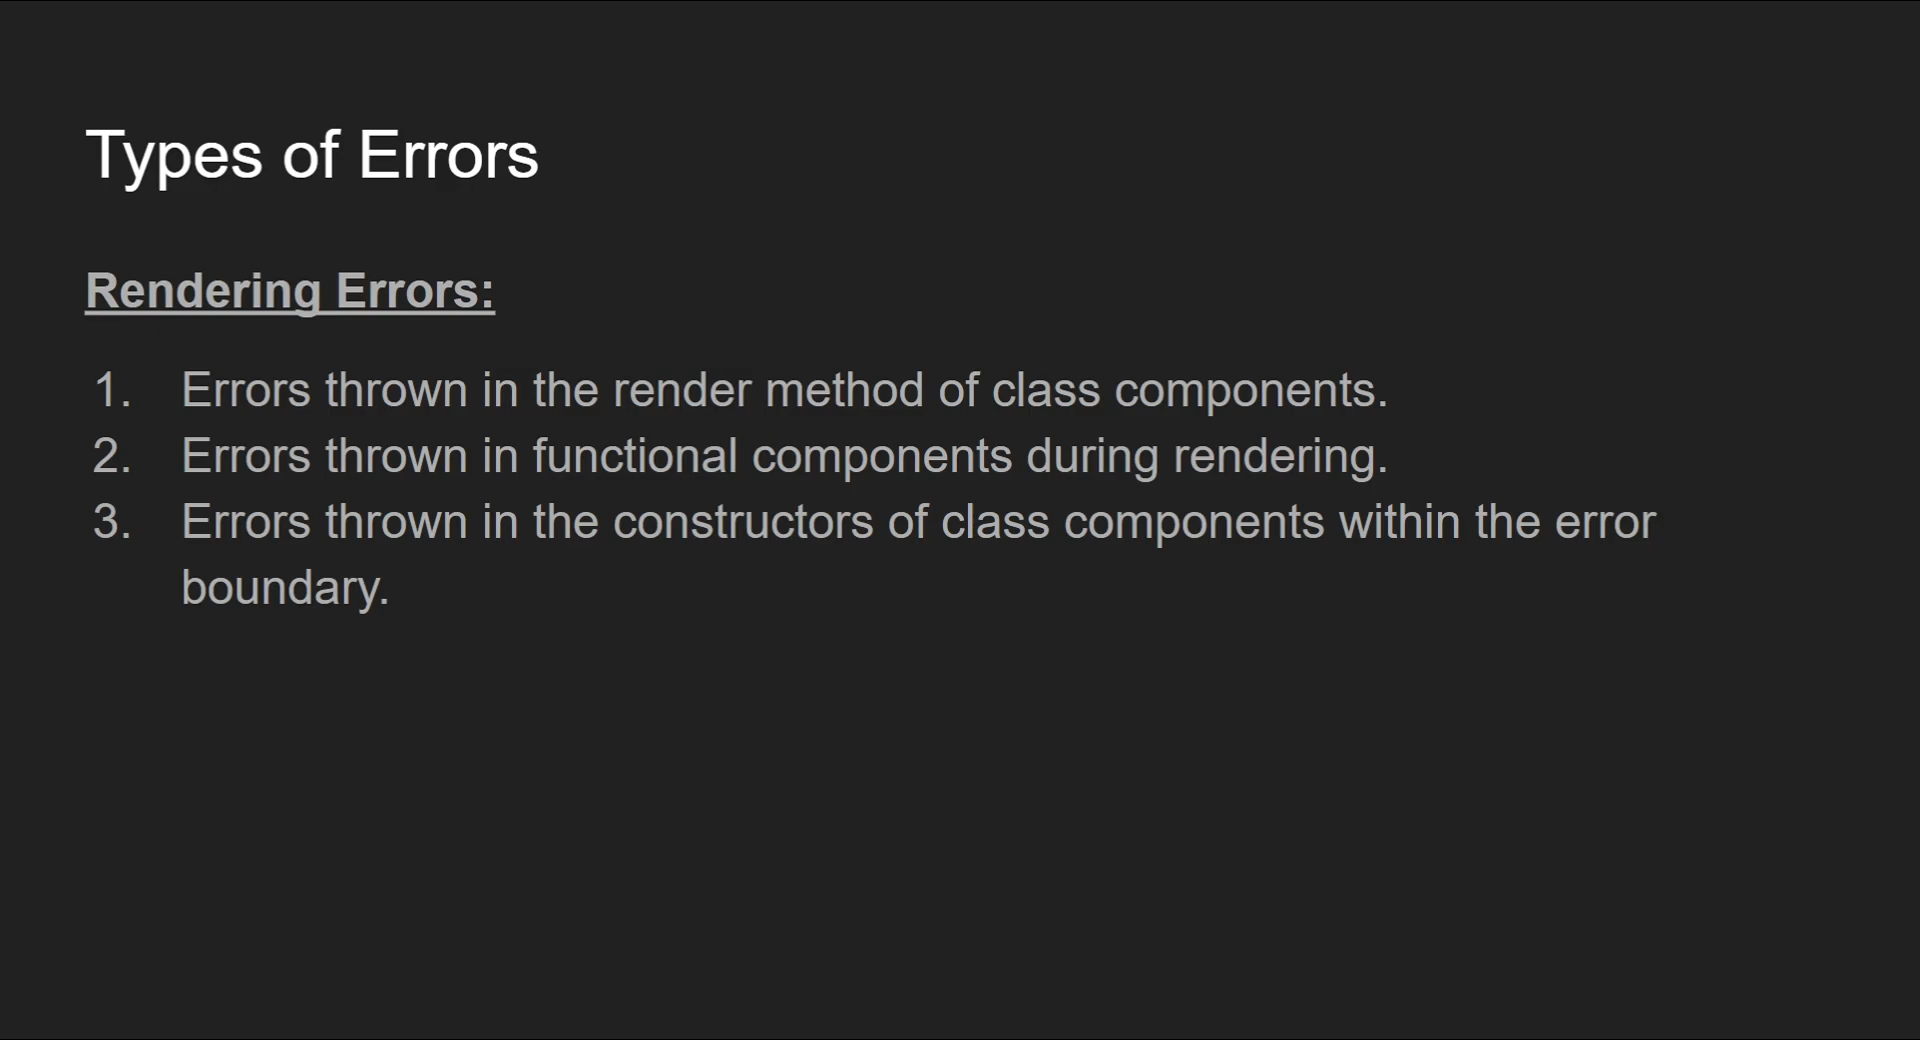 Types of Errors
Rendering Errors:
1. Errors thrown in the render method of class components.
2. Errors thrown in functional components during rendering.
3. Errors thrown in the constructors of class components within the error
boundary.